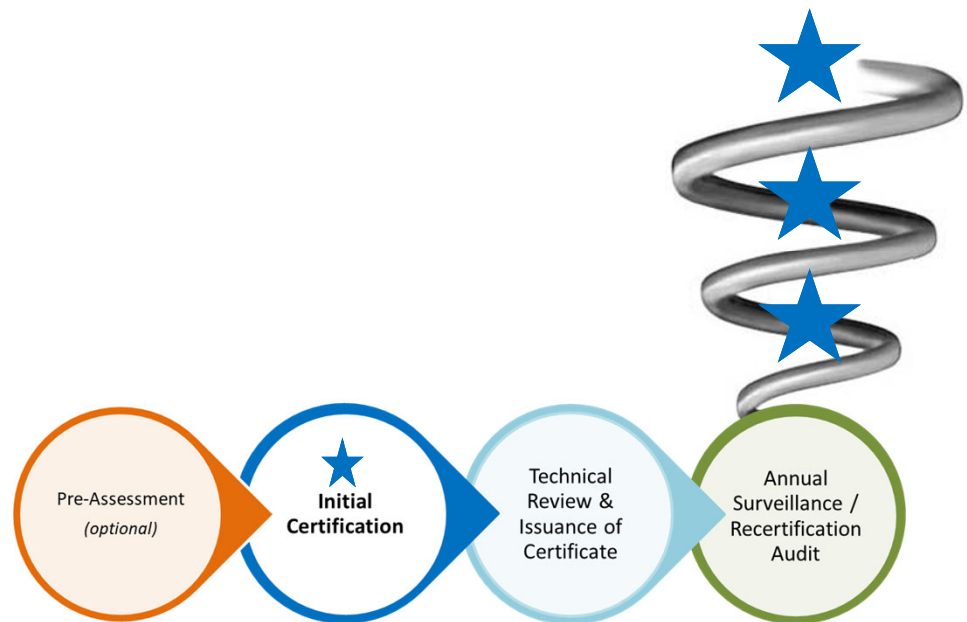 Pre-Assessment
(optional)
Initial
Certification
Technical
Review &
Issuance of
Certificate
Annual
Surveillance /
Recertification
Audit